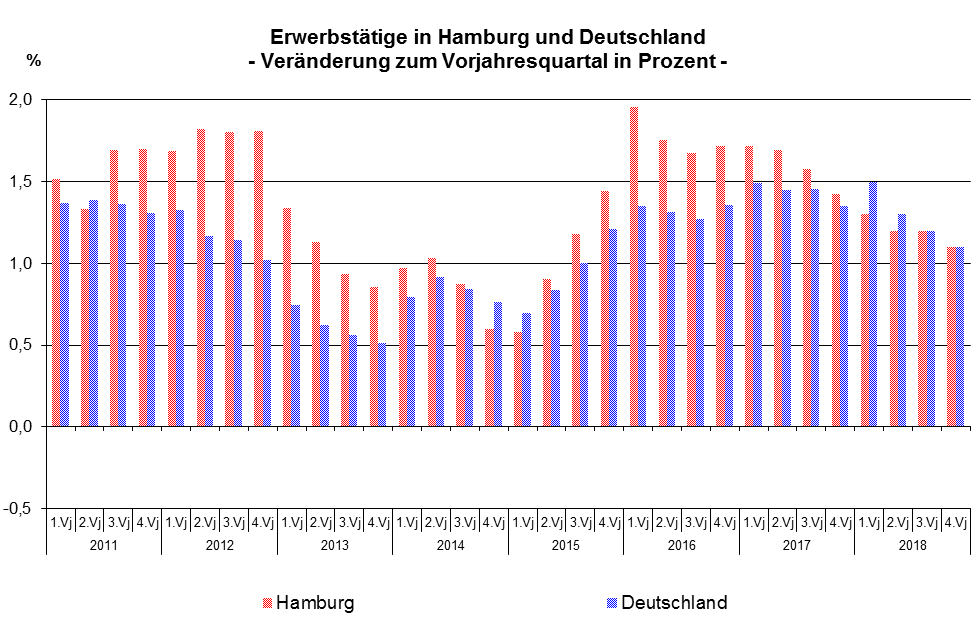 Erwerbstätige in Hamburg und Deutschland
- Veränderung zum Vorjahresquartal in Prozent -
%
2,0
1,5
1,0
0,5
0,0
-0,5
1.Vj 2.Vj 3.Vj 4.Vj 1.Vj 2.Vj 3.Vj 4.Vj 1.Vj 2.Vj 3.Vj 4.Vj 1.Vj 2.Vj 3.Vj 4.Vj 1.Vj 2.Vj 3.Vj 4.Vj 1.Vj 2.Vj 3.Vj 4.Vj 1.Vj 2.Vj 3.Vj 4.Vj 1.Vj 2.Vj 3.Vj 4.Vj
2011 2012 2013 2014 2015 2016 2017 2018
Hamburg Deutschland